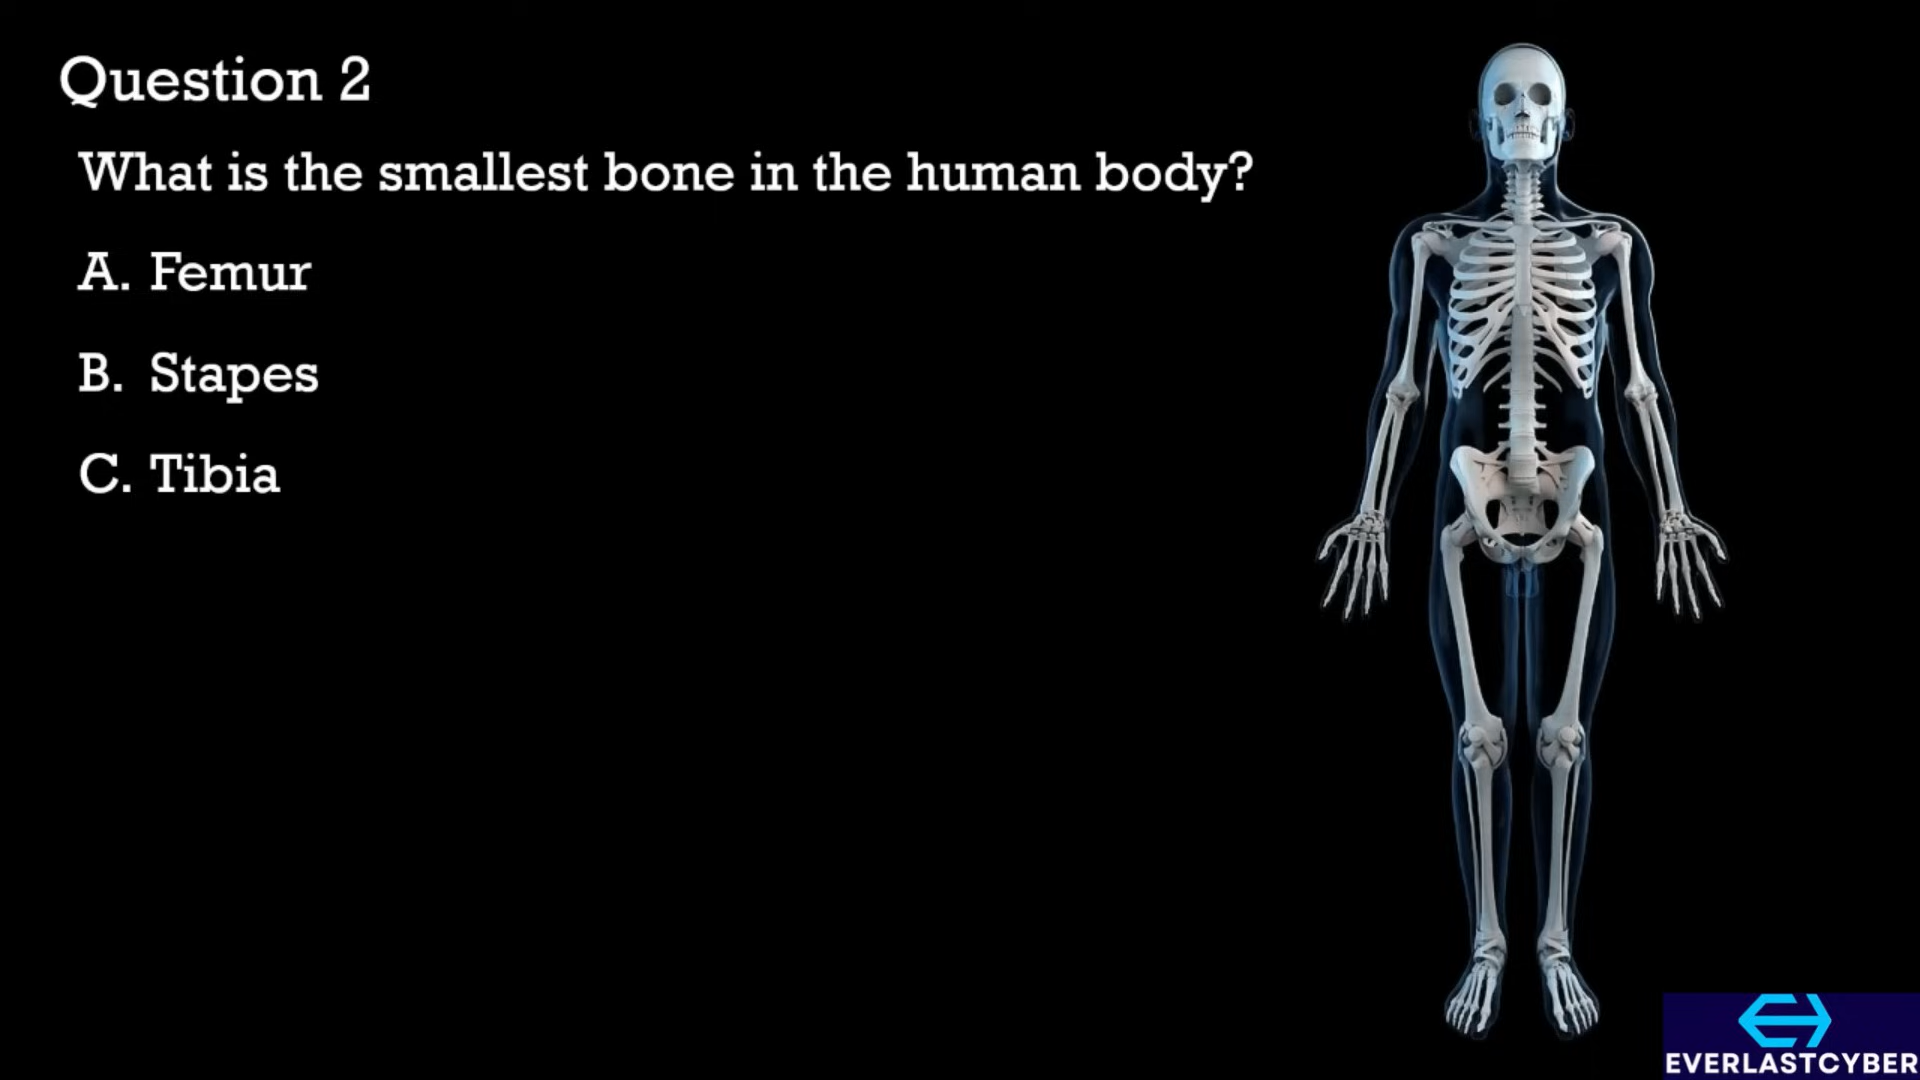 Question 2
What is the smallest bone in the human body?
A. Femur
B. Stapes
C. Tibia
EVERLASTCYBER